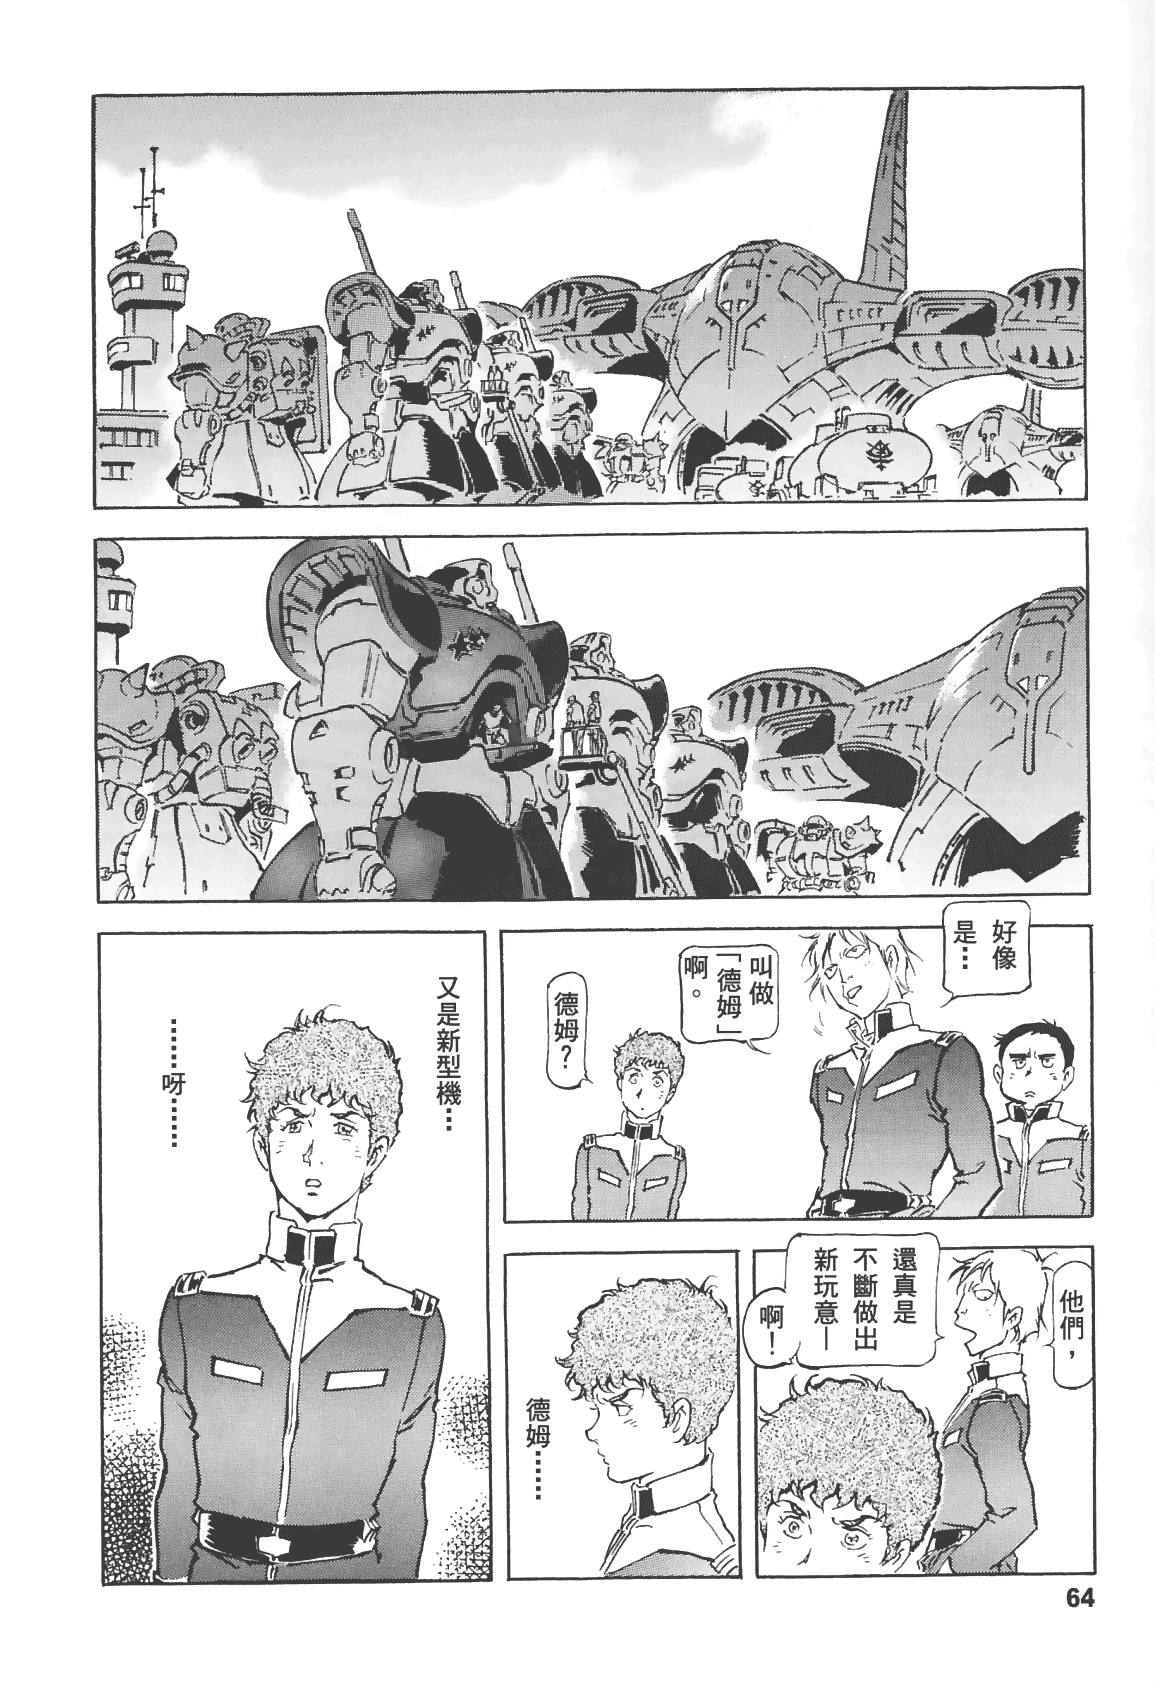 好像
是…
叫做
「德姆」
啊。
德姆?
他們,
還真是
不斷做出
新玩意—
啊!
德姆……
又是新型機…
………呀……
64